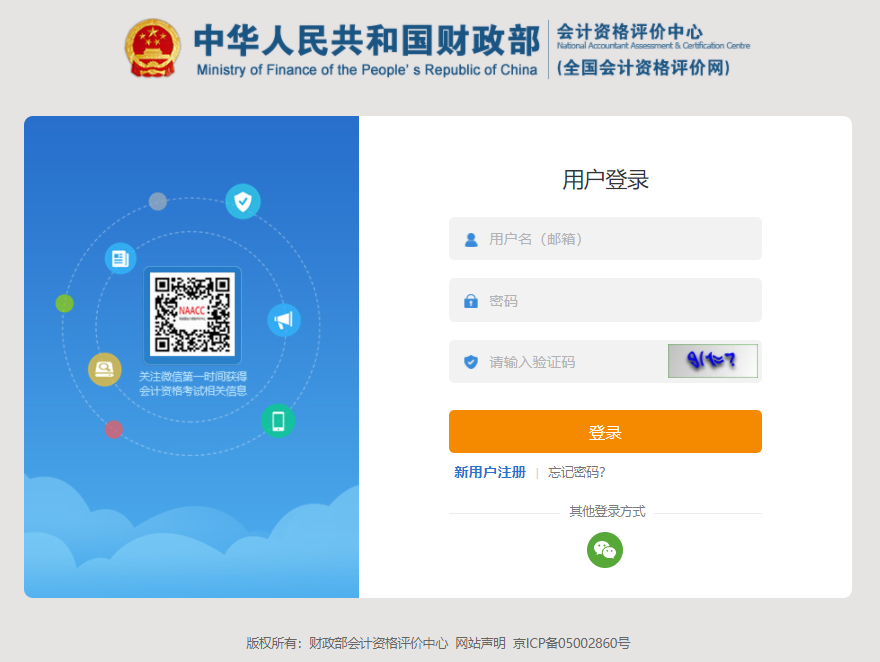 中华人民共和国财政部
Ministry of Finance of the People's Republic of China
会计资格评价中心
National Accountant Assessment & Certification Centre
(全国会计资格评价网)
NAACC
关注微信第一时间获得
会计资格考试相关信息
用户登录
用户名（邮箱）
密码
请输入验证码
登录
新用户注册 | 忘记密码?
其他登录方式
版权所有：财政部会计资格评价中心 网站声明 京ICP备05002860号